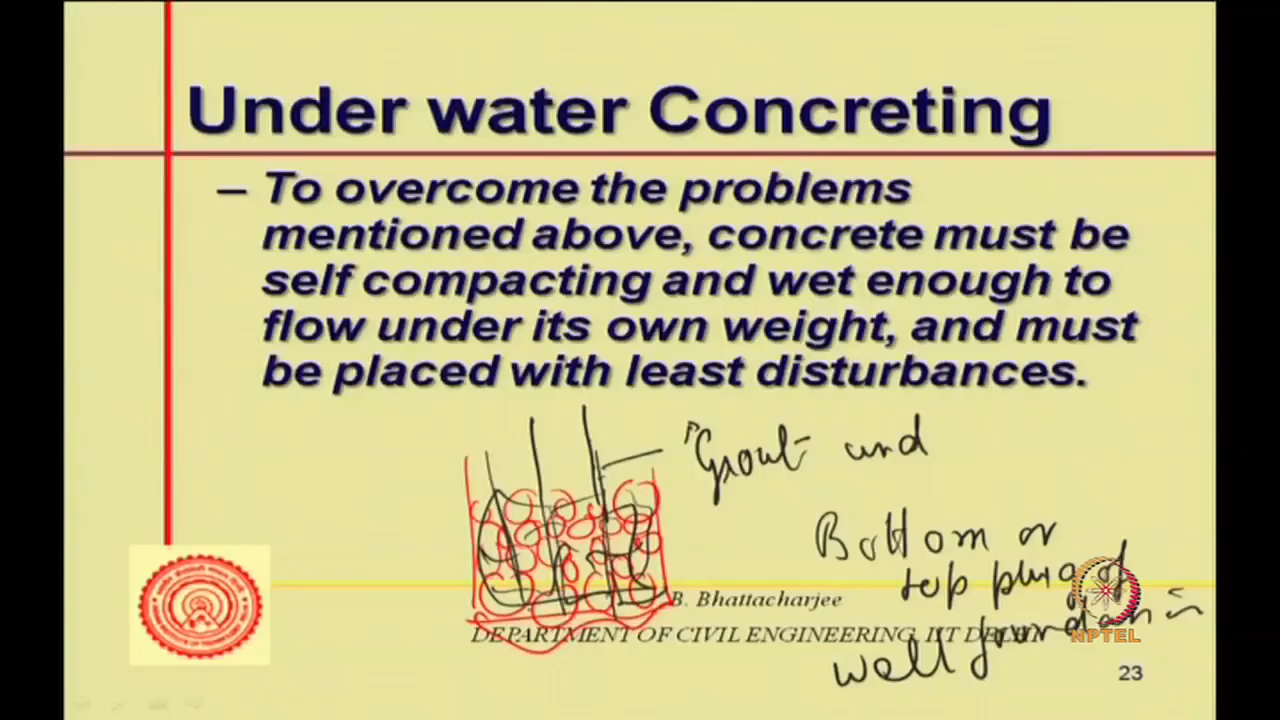 Under water Concreting
– To overcome the problems
mentioned above, concrete must be
self compacting and wet enough to
flow under its own weight, and must
be placed with least disturbances.
Grout and
Bottom or
top plug of
well foundation
B. Bhattacharjee
DEPARTMENT OF CIVIL ENGINEERING, IIT DELHI
NPTEL
23